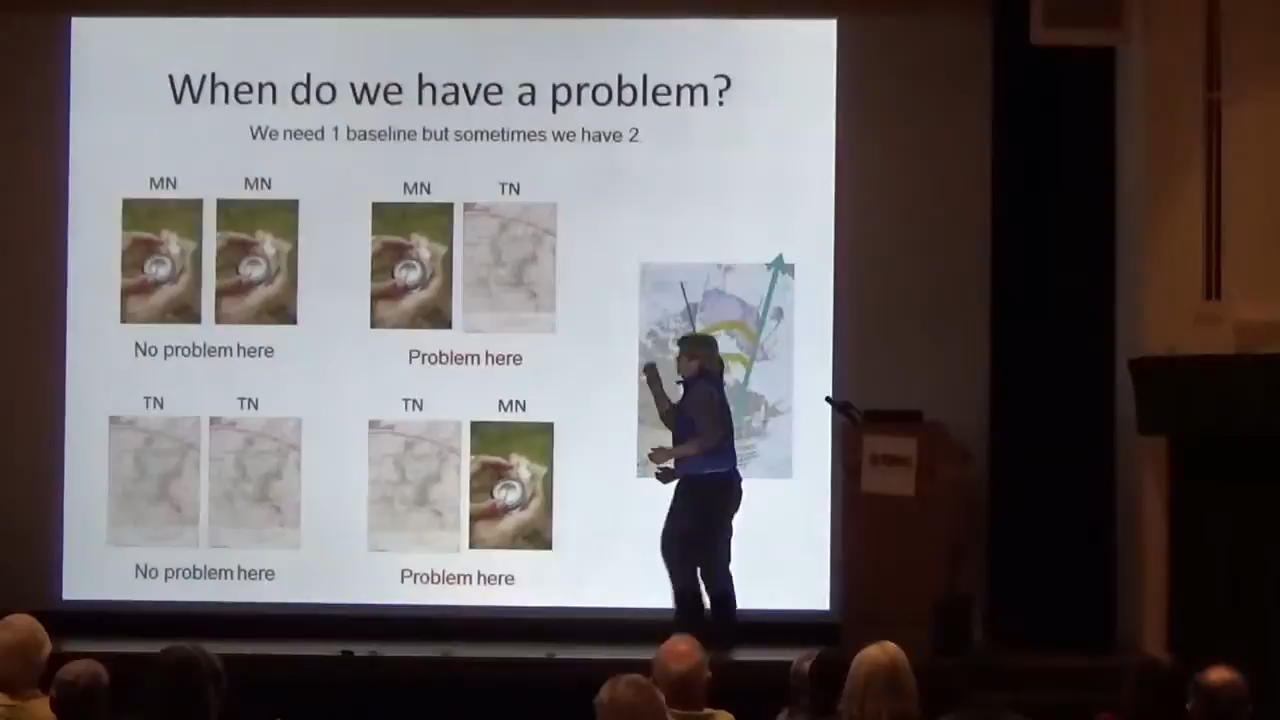 When do we have a problem?
We need 1 baseline but sometimes we have 2
MN MN
No problem here
MN TN
Problem here
TN TN
No problem here
TN MN
Problem here